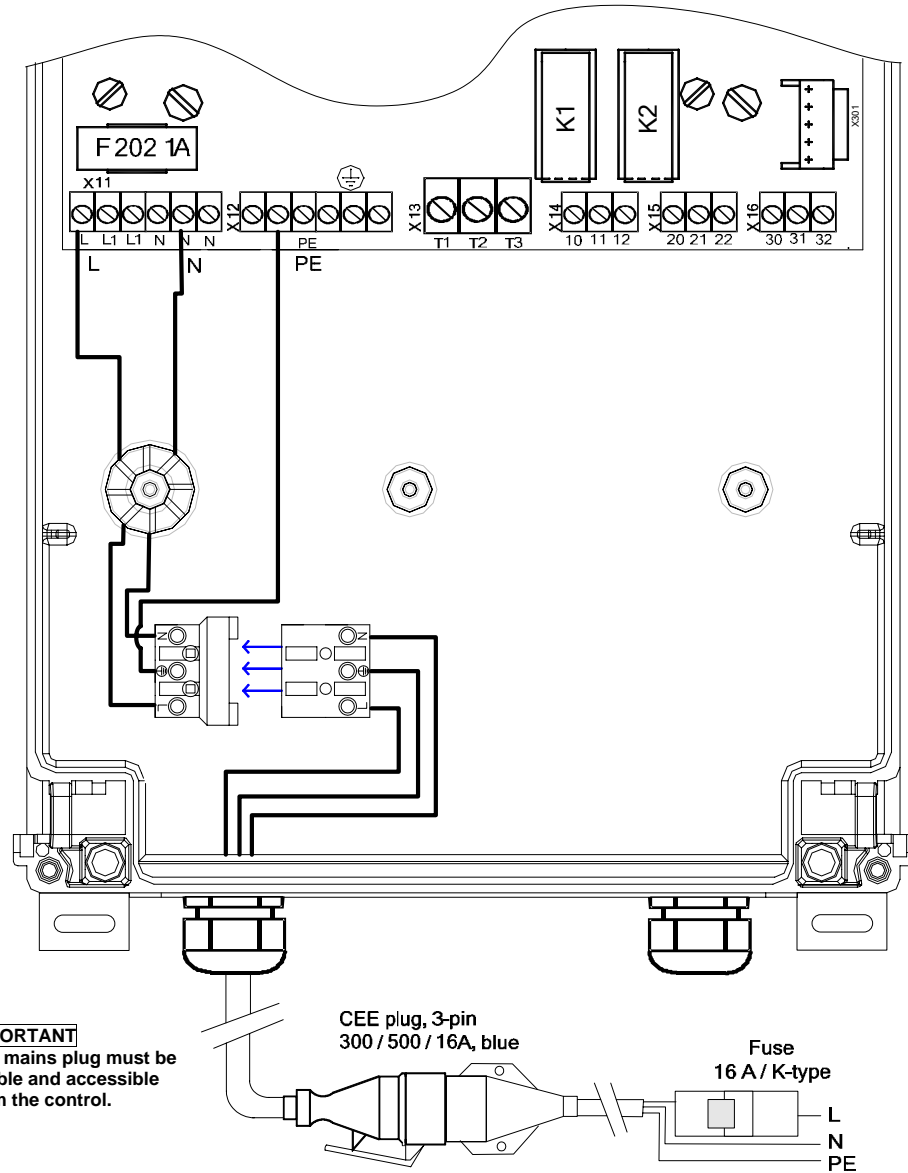 K1
K2
X301
F 202 1A
X11
X12
X13
X14
X15
X16
L L1 L1 N N N
PE
T1 T2 T3
10 11 12
20 21 22
30 31 32
L
N
PE
N
L
N
L
CEE plug, 3-pin
300 / 500 / 16A, blue
ORTANT
mains plug must be
ble and accessible
the control.
Fuse
16 A / K-type
L
N
PE